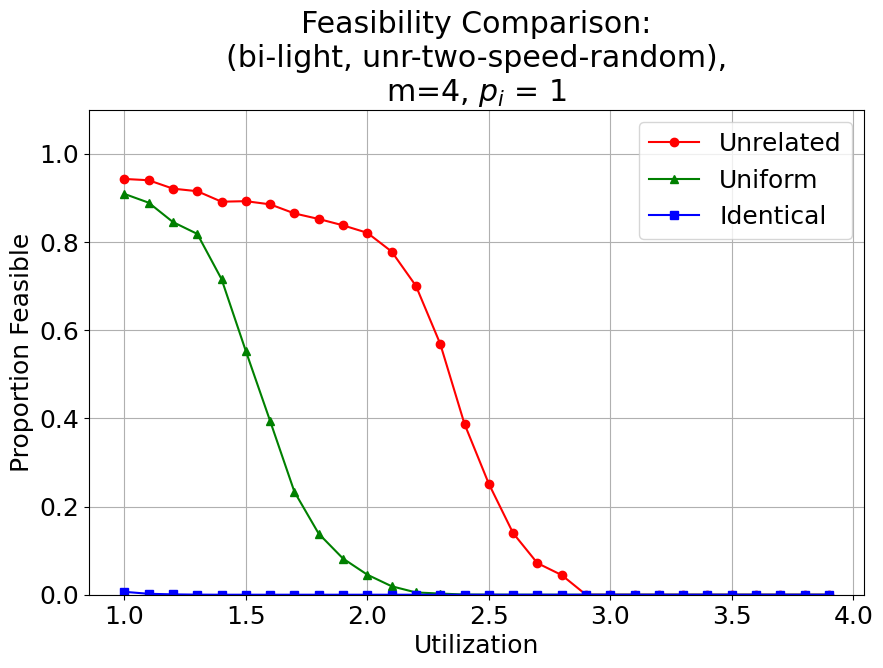 Feasibility Comparison:
(bi-light, unr-two-speed-random),
m=4, $p_i$ = 1
Unrelated
Uniform
Identical
Proportion Feasible
1.0
0.8
0.6
0.4
0.2
0.0
1.0 1.5 2.0 2.5 3.0 3.5 4.0
Utilization